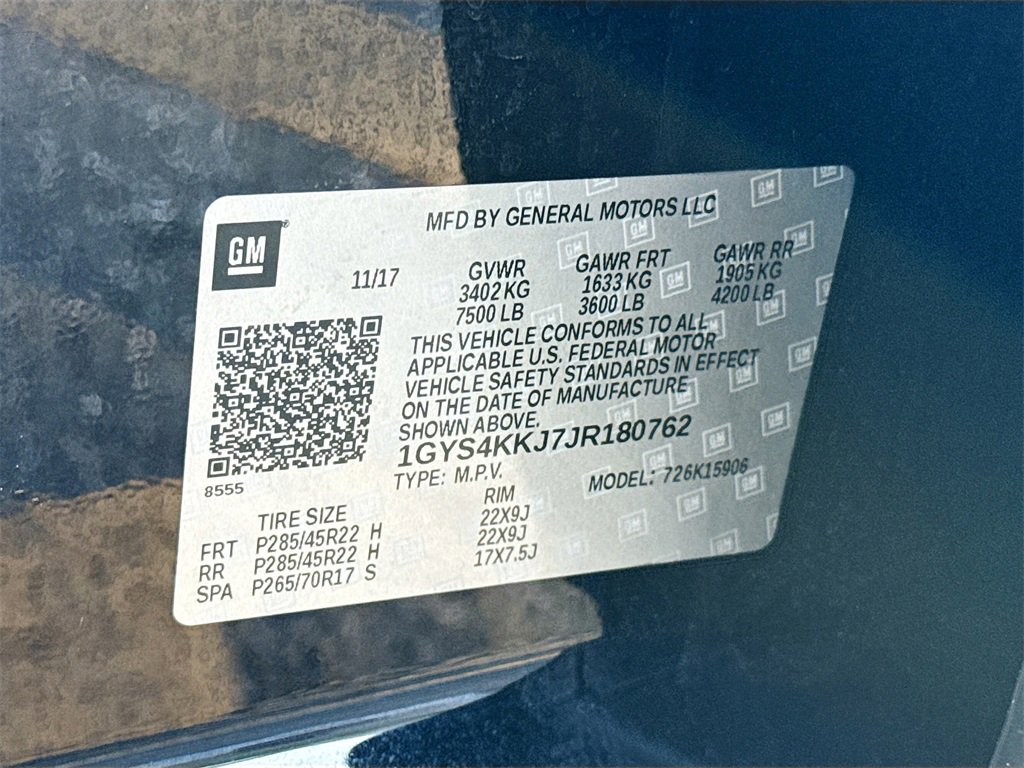 MFD BY GENERAL MOTORS LLC
GM
11/17
GVWR GAWR FRT GAWR RR
3402 KG 1633 KG 1905 KG
7500 LB 3600 LB 4200 LB
THIS VEHICLE CONFORMS TO ALL
APPLICABLE U.S. FEDERAL MOTOR
VEHICLE SAFETY STANDARDS IN EFFECT
ON THE DATE OF MANUFACTURE
SHOWN ABOVE.
1GYS4KKJ7JR180762
8555
TYPE: M.P.V. MODEL: 726K15906
TIRE SIZE RIM
FRT P285/45R22 H 22X9J
RR P285/45R22 H 22X9J
SPA P265/70R17 S 17X7.5J